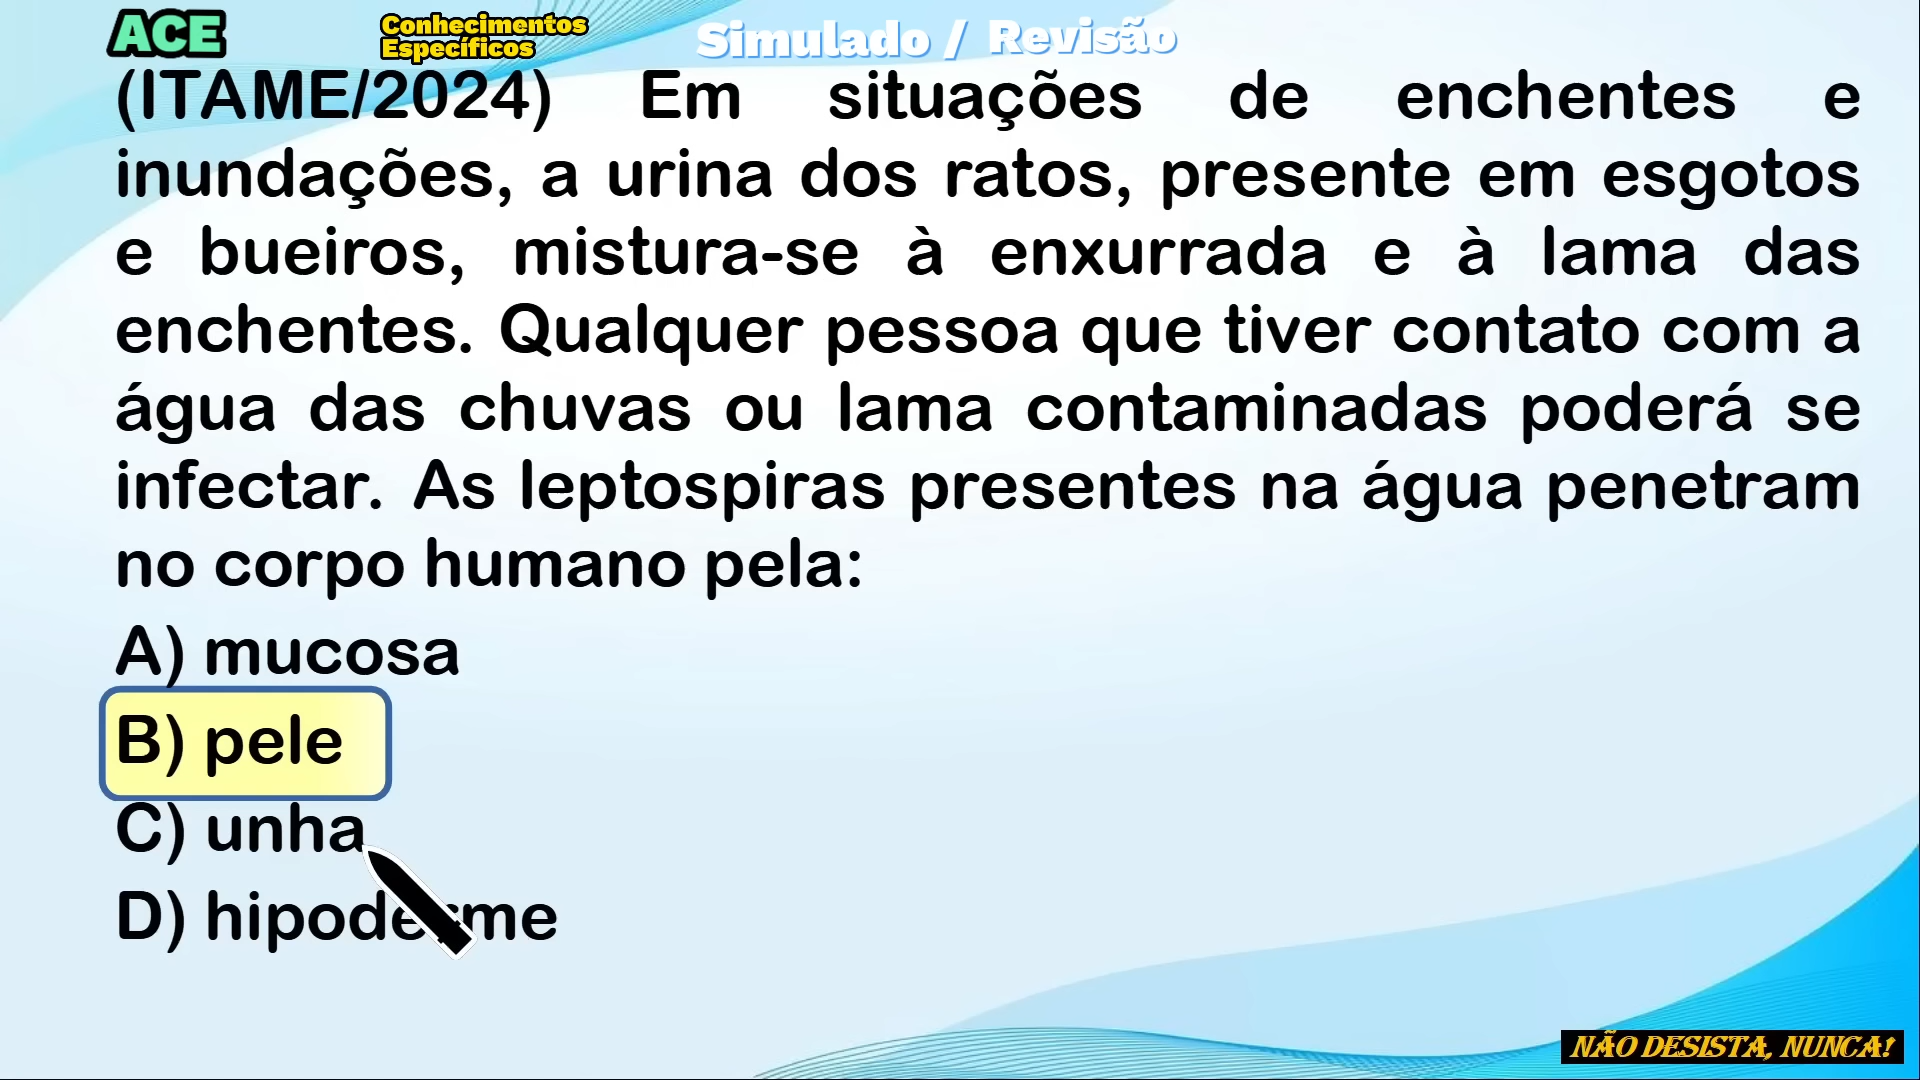 ACE
Conhecimentos
Específicos
Simulado / Revisão
(ITAME/2024) Em situações de enchentes e
inundações, a urina dos ratos, presente em esgotos
e bueiros, mistura-se à enxurrada e à lama das
enchentes. Qualquer pessoa que tiver contato com a
água das chuvas ou lama contaminadas poderá se
infectar. As leptospiras presentes na água penetram
no corpo humano pela:
A) mucosa
B) pele
C) unha
D) hipoderme
NÃO DESISTA, NUNCA!